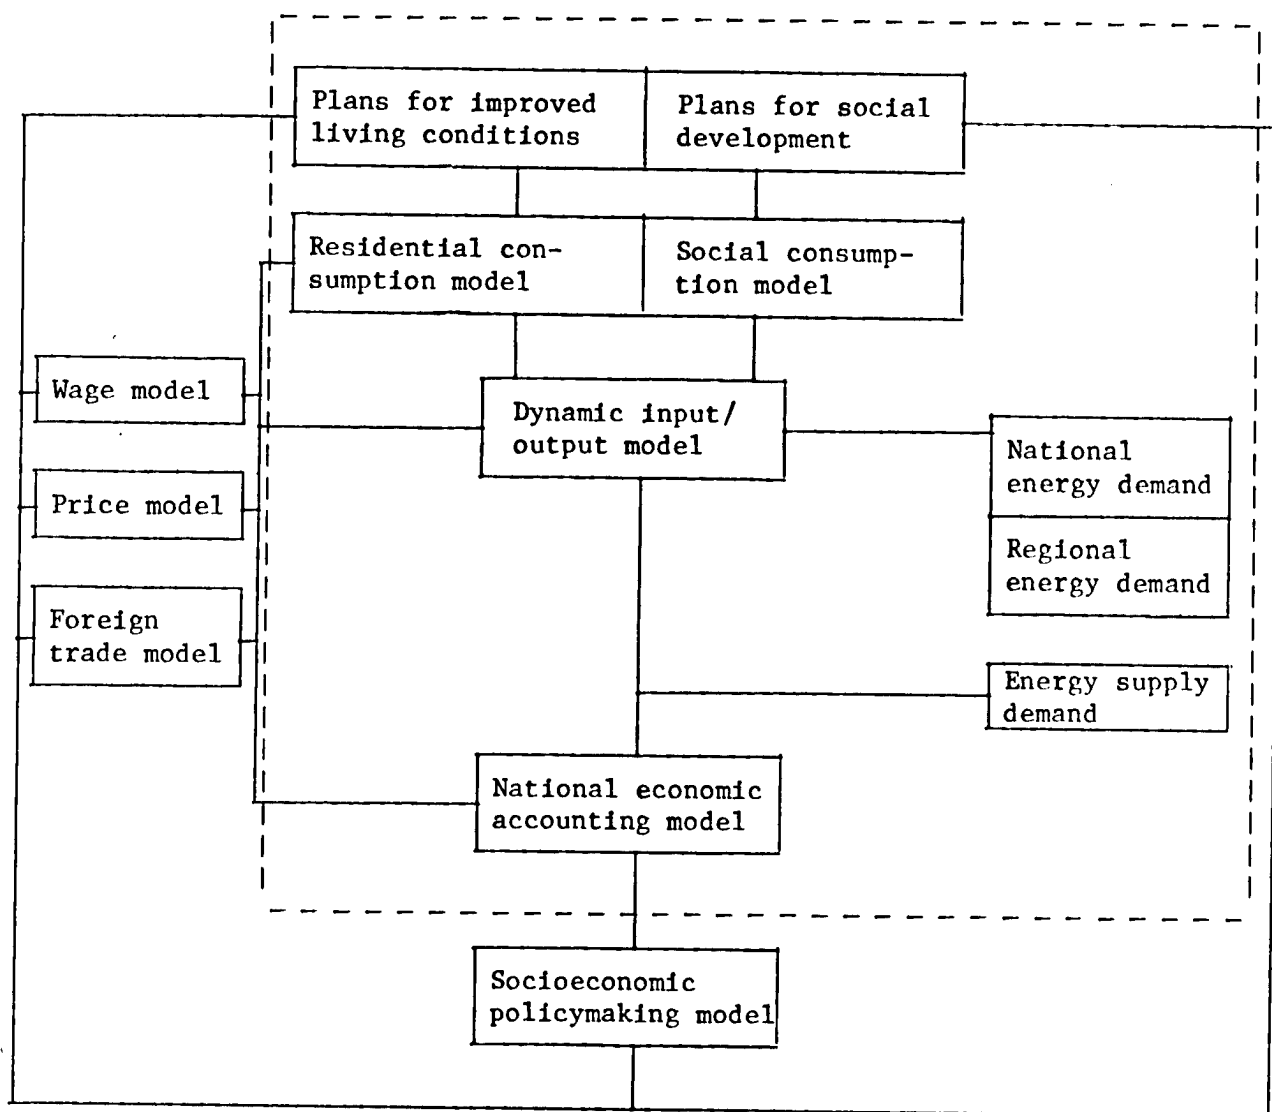 Plans for improved
living conditions
Plans for social
development
Residential con-
sumption model
Social consump-
tion model
Wage model
Dynamic input/
output model
National
energy demand
Price model
Regional
energy demand
Foreign
trade model
Energy supply
demand
National economic
accounting model
Socioeconomic
policymaking model